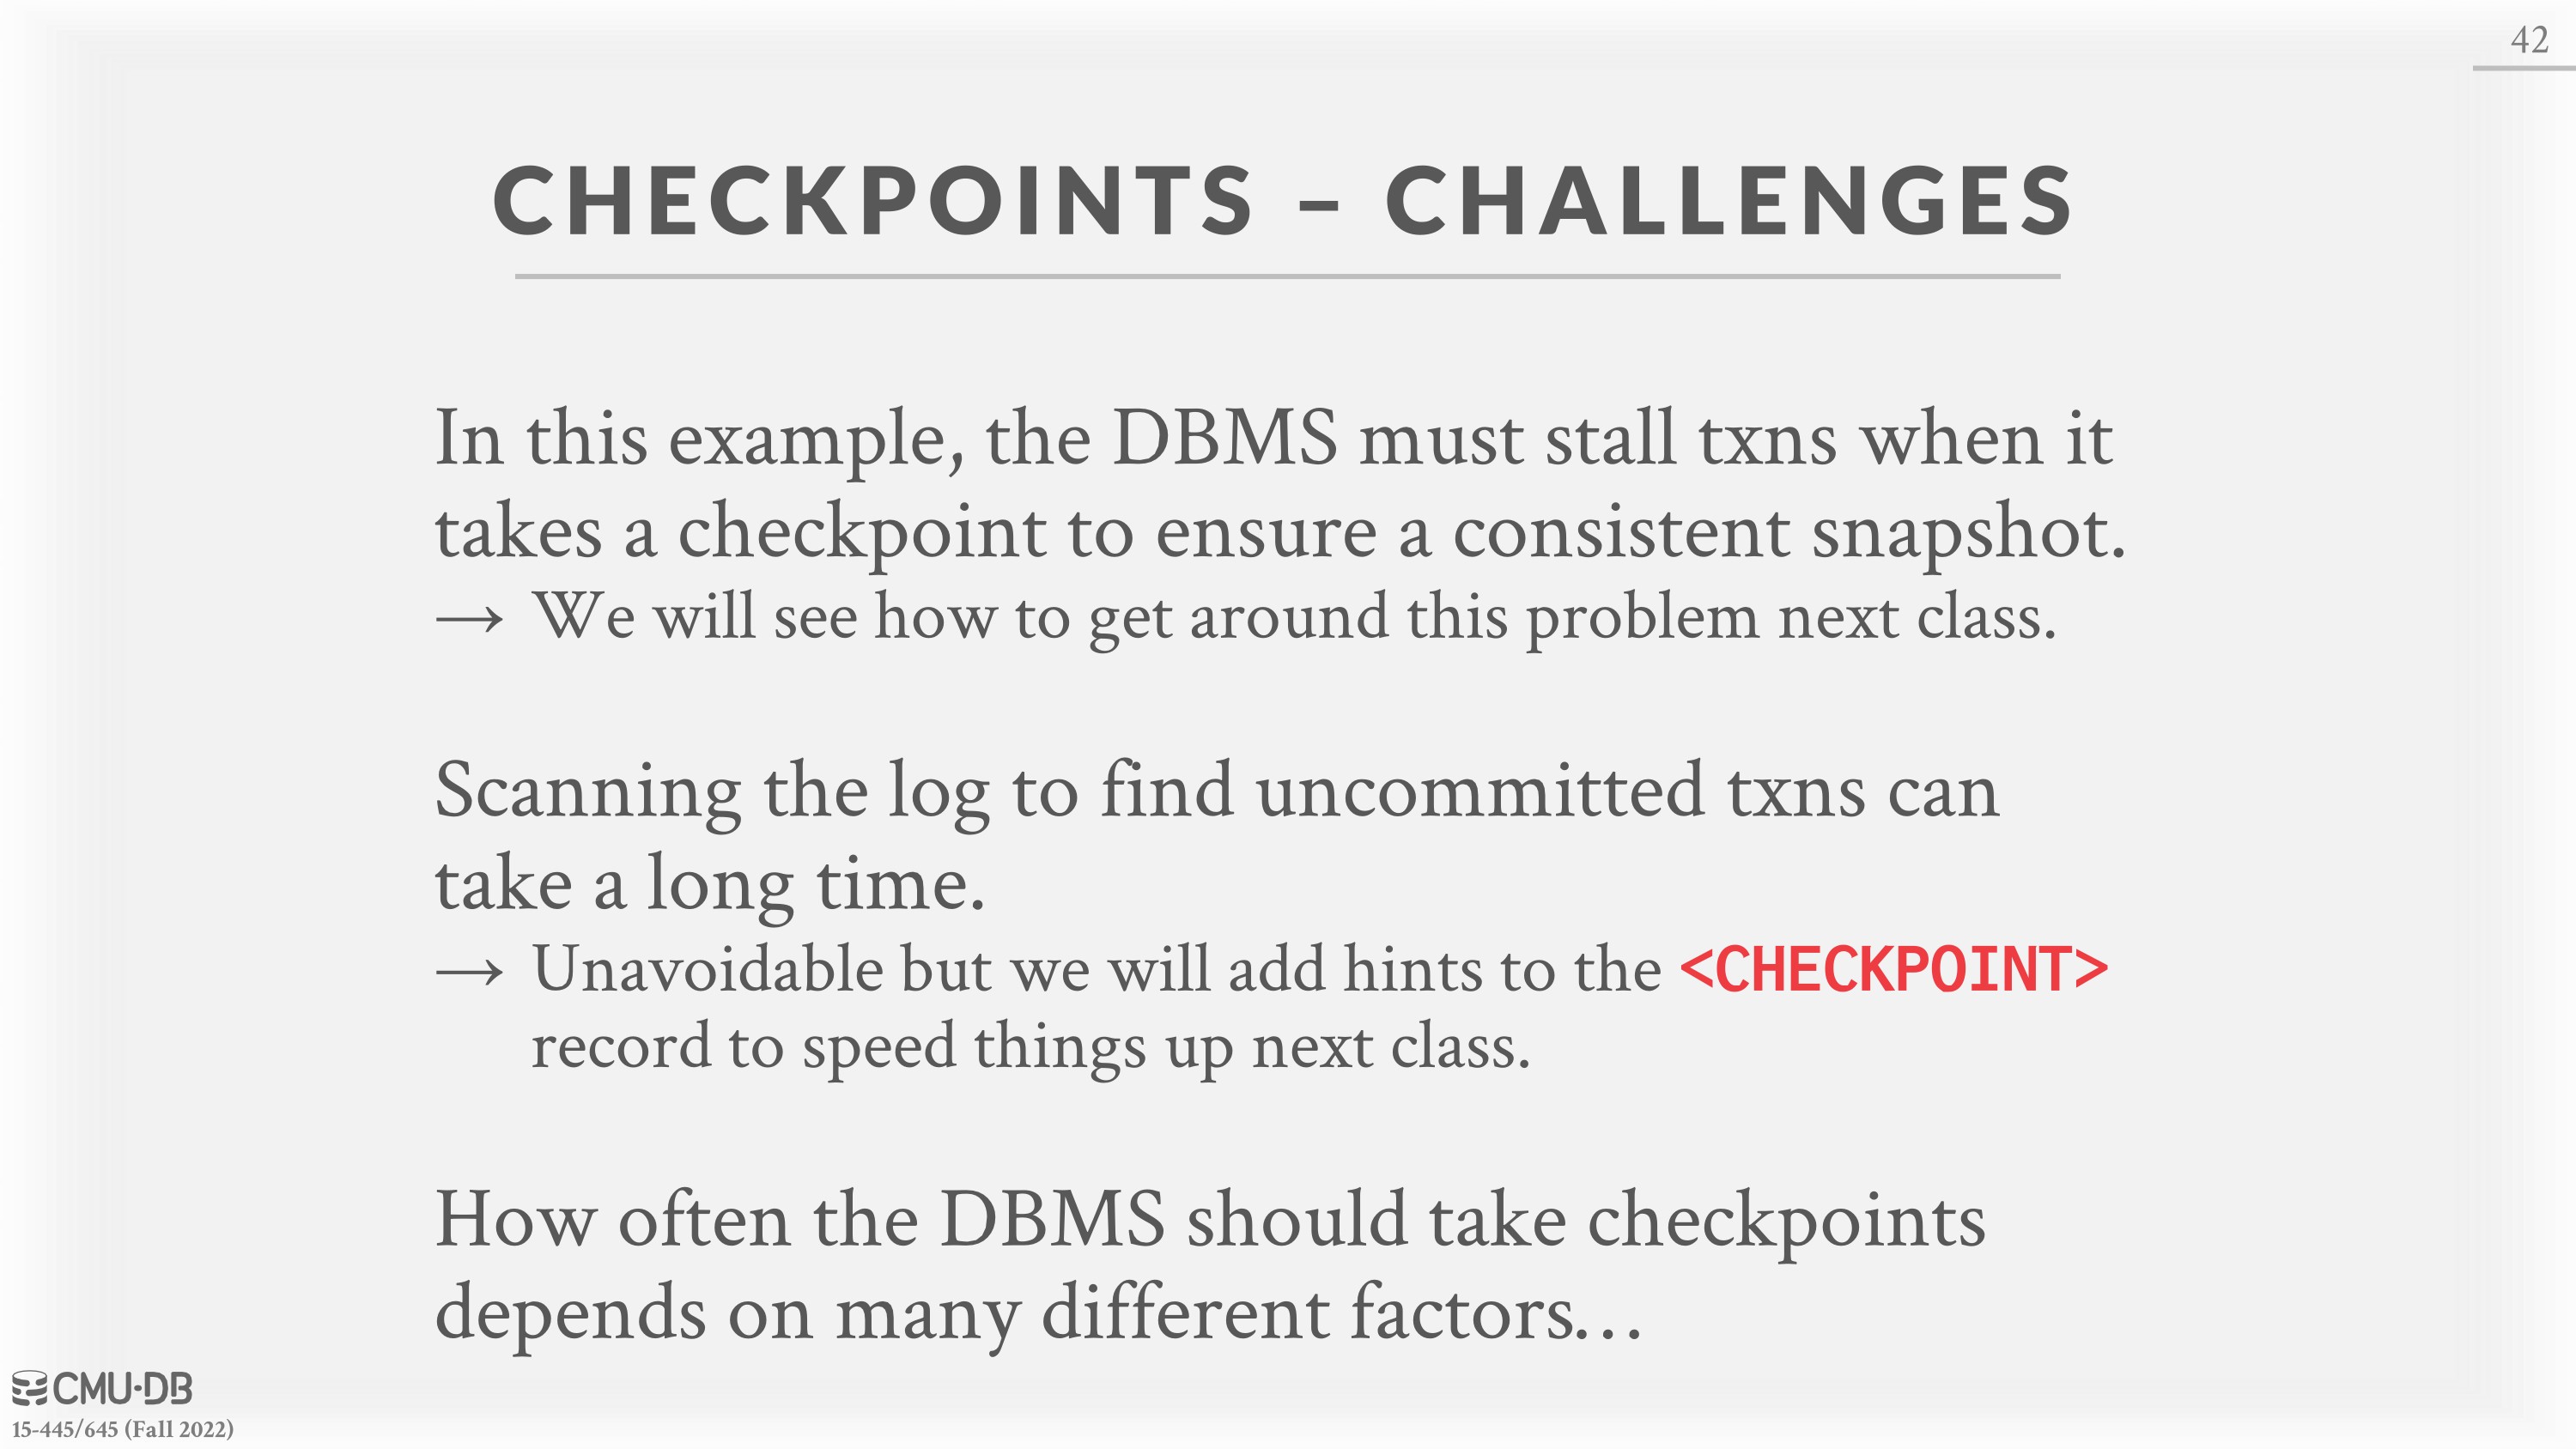 42
CHECKPOINTS – CHALLENGES
In this example, the DBMS must stall txns when it
takes a checkpoint to ensure a consistent snapshot.
→ We will see how to get around this problem next class.
Scanning the log to find uncommitted txns can
take a long time.
→ Unavoidable but we will add hints to the <CHECKPOINT>
record to speed things up next class.
How often the DBMS should take checkpoints
depends on many different factors…
CMU·DB
15-445/645 (Fall 2022)